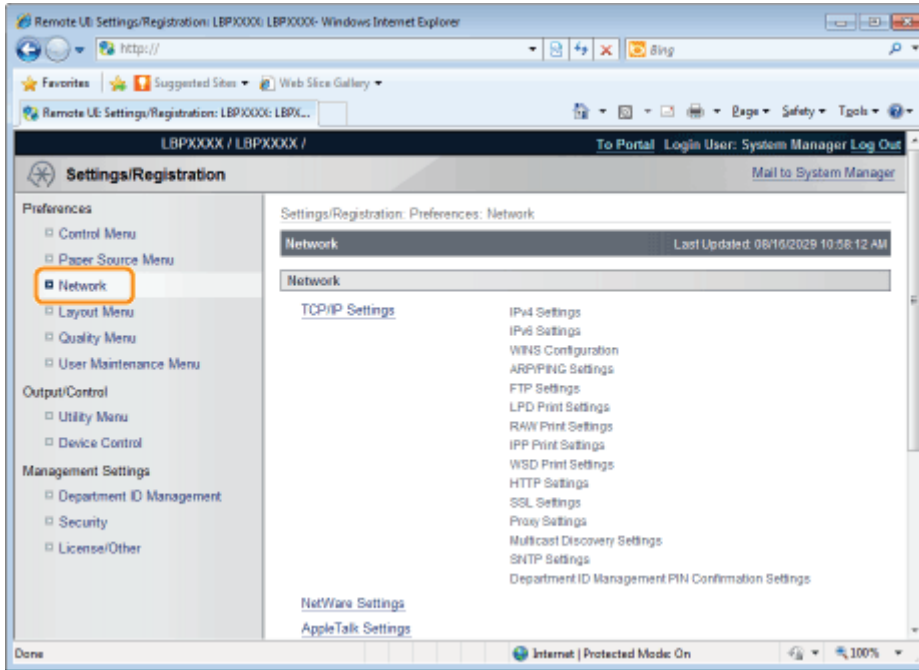 Remote UI: Settings/Registration: LBPXXXX: LBPXXXX- Windows Internet Explorer
http://
Bing
Favorites Suggested Sites Web Slice Gallery
Remote UI: Settings/Registration: LBPXXXX: LBPX...
Page Safety Tools
LBPXXXX / LBPXXXX /
To Portal Login User: System Manager Log Out
Settings/Registration
Mail to System Manager
Preferences
Control Menu
Paper Source Menu
Network
Layout Menu
Quality Menu
User Maintenance Menu
Output/Control
Utility Menu
Device Control
Management Settings
Department ID Management
Security
License/Other
Settings/Registration: Preferences: Network
Network
Last Updated: 08/16/2029 10:58:12 AM
Network
TCP/IP Settings
IPv4 Settings
IPv6 Settings
WINS Configuration
ARP/PING Settings
FTP Settings
LPD Print Settings
RAW Print Settings
IPP Print Settings
WSD Print Settings
HTTP Settings
SSL Settings
Proxy Settings
Multicast Discovery Settings
SNTP Settings
Department ID Management PIN Confirmation Settings
NetWare Settings
AppleTalk Settings
Done
Internet | Protected Mode: On
100%